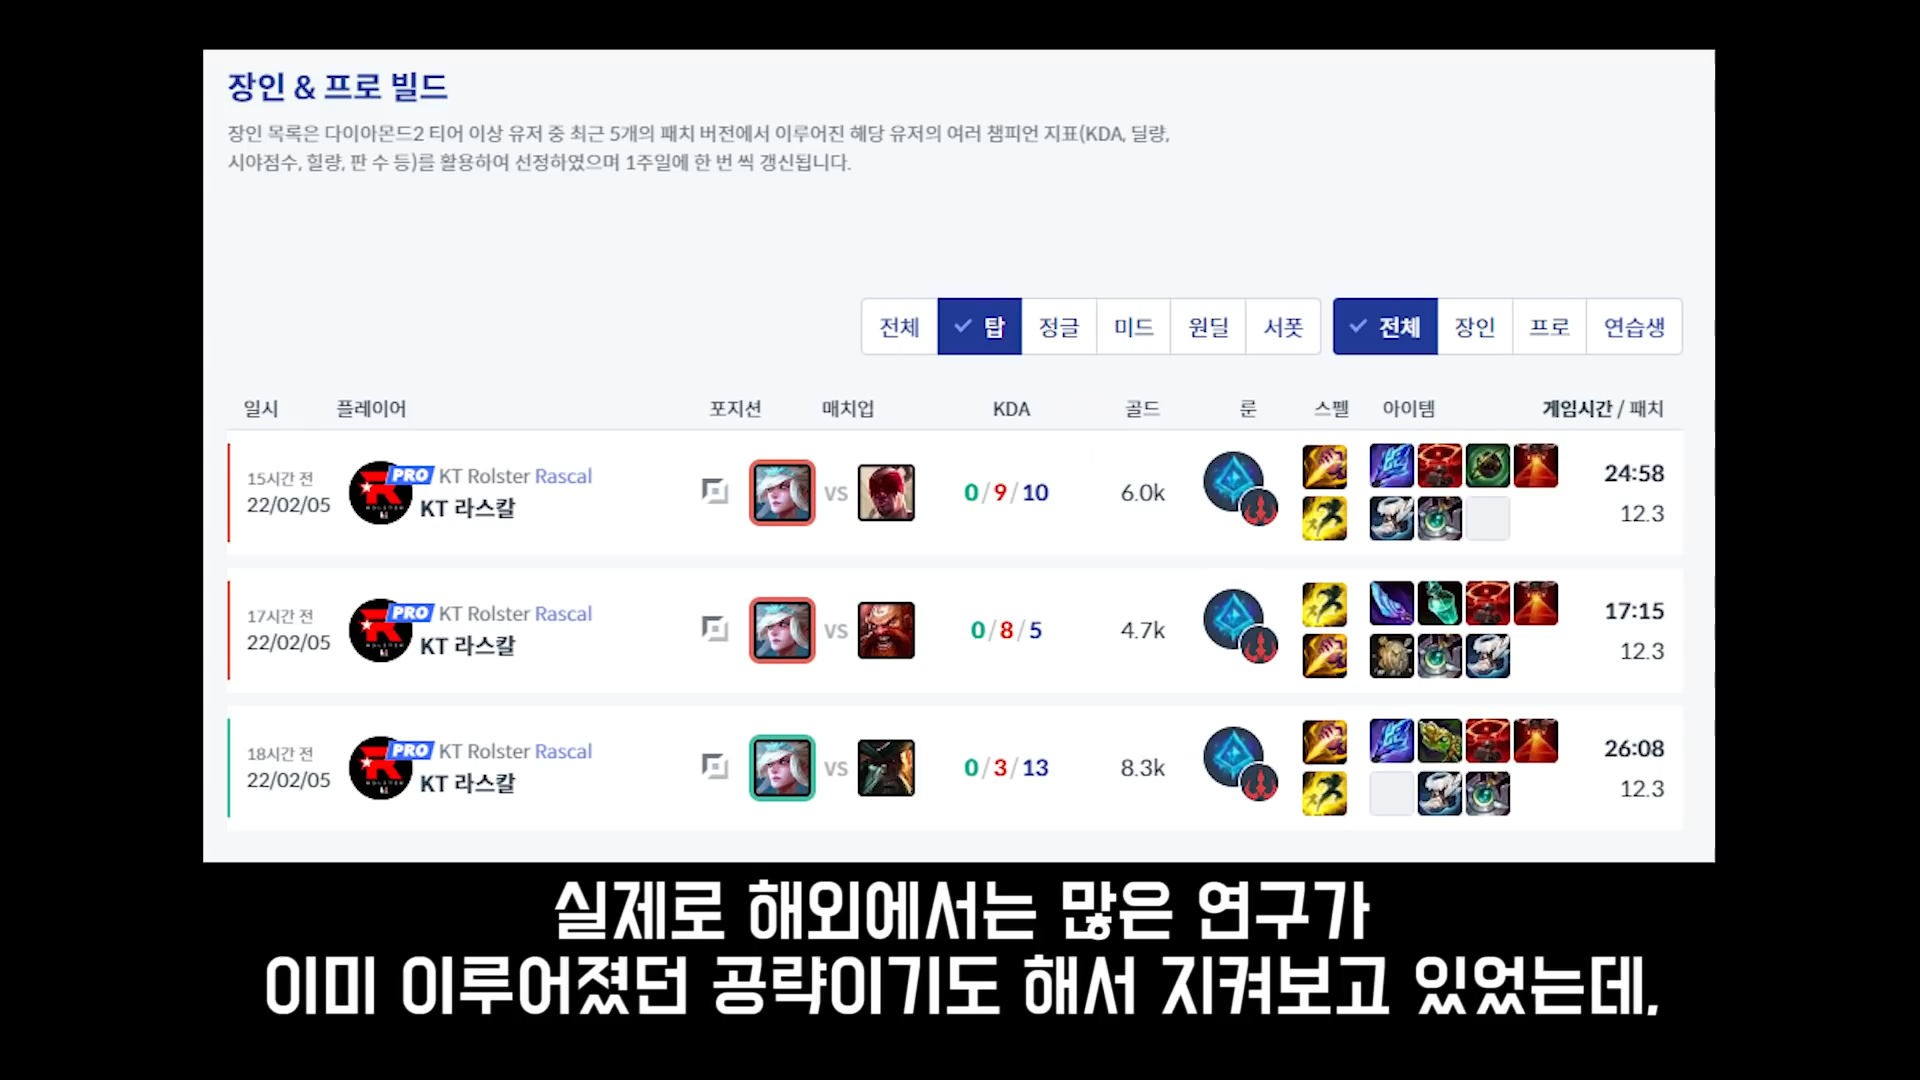 장인 & 프로 빌드
장인 목록은 다이아몬드2 티어 이상 유저 중 최근 5개의 패치 버전에서 이루어진 해당 유저의 여러 챔피언 지표(KDA, 딜량,
시야점수, 힐량, 판 수 등)를 활용하여 선정하였으며 1주일에 한 번 씩 갱신됩니다.
전체 탑 정글 미드 원딜 서폿 전체 장인 프로 연습생
일시 플레이어 포지션 매치업 KDA 골드 룬 스펠 아이템 게임시간 / 패치
15시간 전 PRO KT Rolster Rascal
22/02/05 KT 라스칼 VS 0/9/10 6.0k 24:58
12.3
17시간 전 PRO KT Rolster Rascal
22/02/05 KT 라스칼 VS 0/8/5 4.7k 17:15
12.3
18시간 전 PRO KT Rolster Rascal
22/02/05 KT 라스칼 VS 0/3/13 8.3k 26:08
12.3
실제로 해외에서는 많은 연구가
이미 이루어졌던 공략이기도 해서 지켜보고 있었는데,